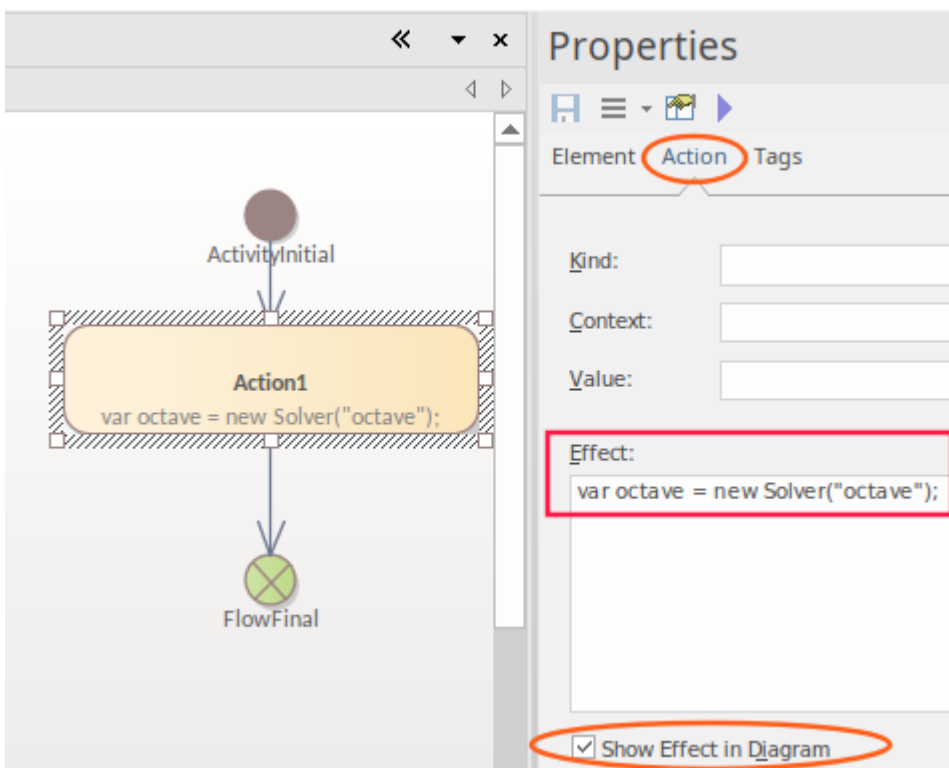 ActivityInitial
Action1
var octave = new Solver("octave");
FlowFinal
Properties
Element Action Tags
Kind:
Context:
Value:
Effect:
var octave = new Solver("octave");
Show Effect in Diagram